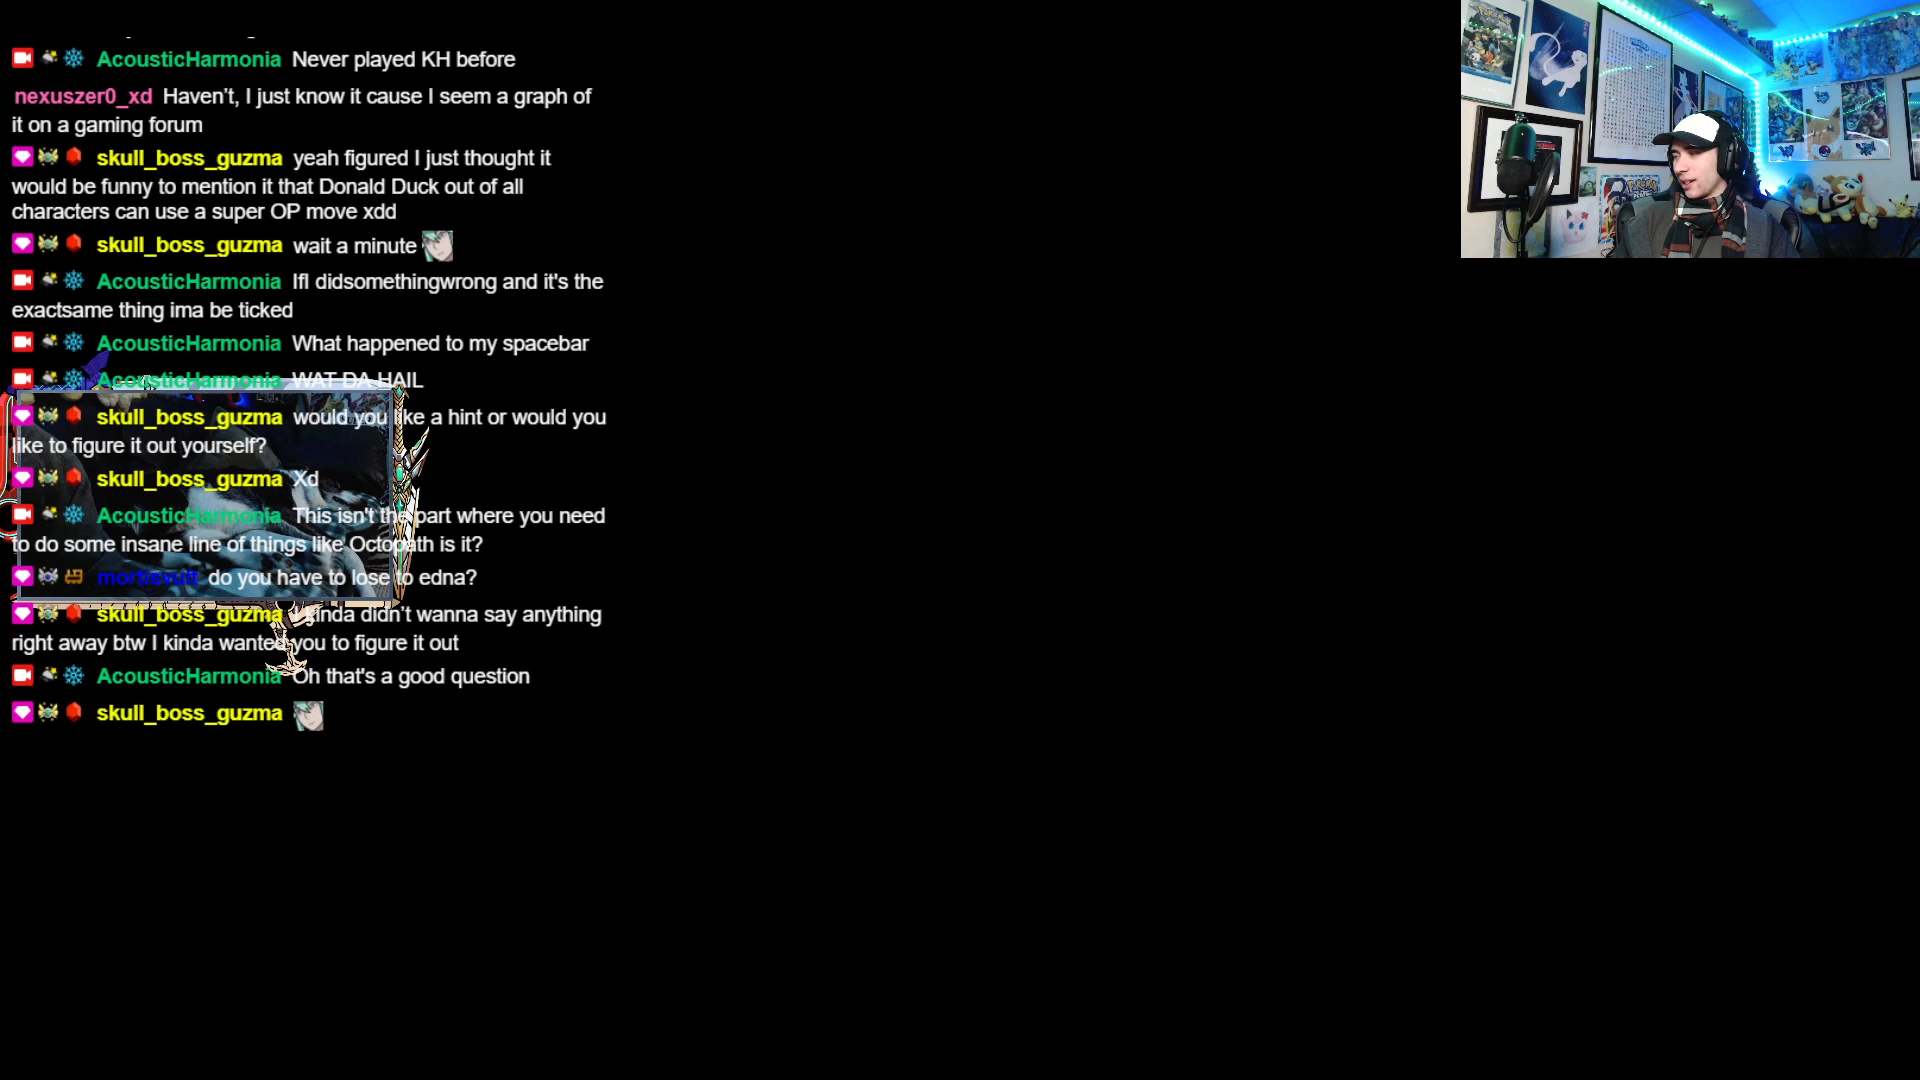 AcousticHarmonia Never played KH before
nexuszer0_xd Haven't, I just know it cause I seem a graph of
it on a gaming forum
skull_boss_guzma yeah figured I just thought it
would be funny to mention it that Donald Duck out of all
characters can use a super OP move xdd
skull_boss_guzma wait a minute
AcousticHarmonia IfI didsomethingwrong and it's the
exactsame thing ima be ticked
AcousticHarmonia What happened to my spacebar
AcousticHarmonia WAT DA HAIL
skull_boss_guzma would you like a hint or would you
like to figure it out yourself?
skull_boss_guzma Xd
AcousticHarmonia This isn't the part where you need
to do some insane line of things like Octopath is it?
do you have to lose to edna?
skull_boss_guzma I kinda didn't wanna say anything
right away btw I kinda wanted you to figure it out
AcousticHarmonia Oh that's a good question
skull_boss_guzma